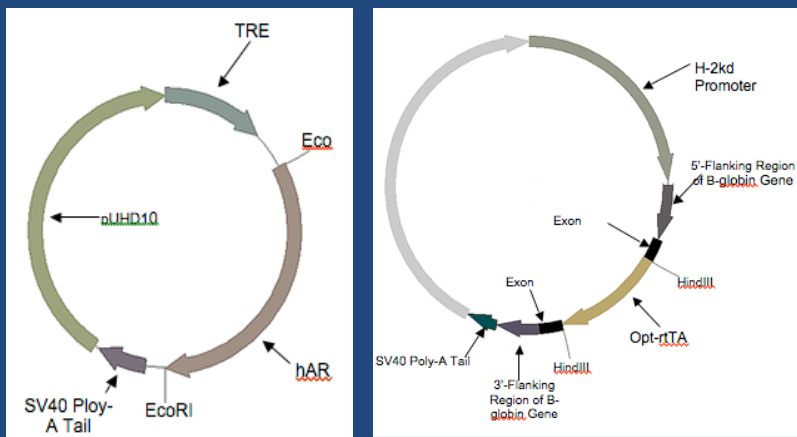 TRE
Eco
pUHD10
hAR
SV40 Ploy-
A Tail
EcoRI
H-2kd
Promoter
5'-Flanking Region
of B-globin Gene
Exon
HindIII
Exon
Opt-rtTA
SV40 Poly-A Tail
HindIII
3'-Flanking
Region of B-
globin Gene